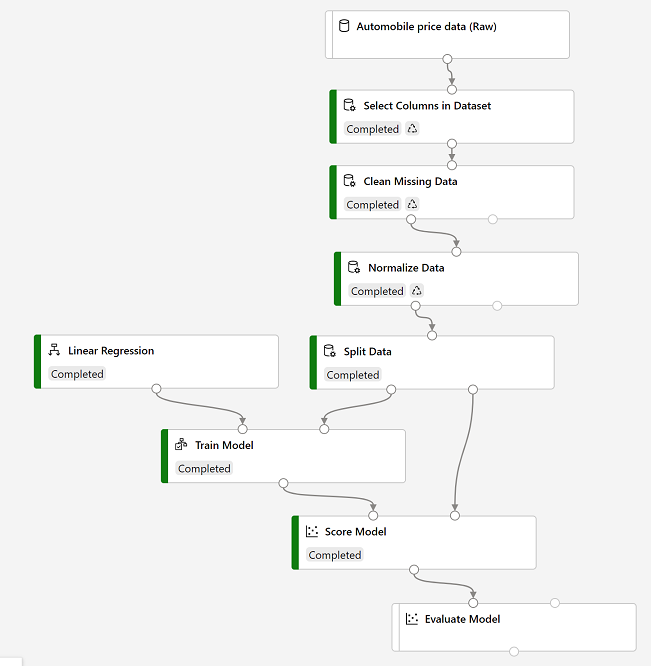 Automobile price data (Raw)
Select Columns in Dataset
Completed
Clean Missing Data
Completed
Normalize Data
Completed
Linear Regression
Completed
Split Data
Completed
Train Model
Completed
Score Model
Completed
Evaluate Model